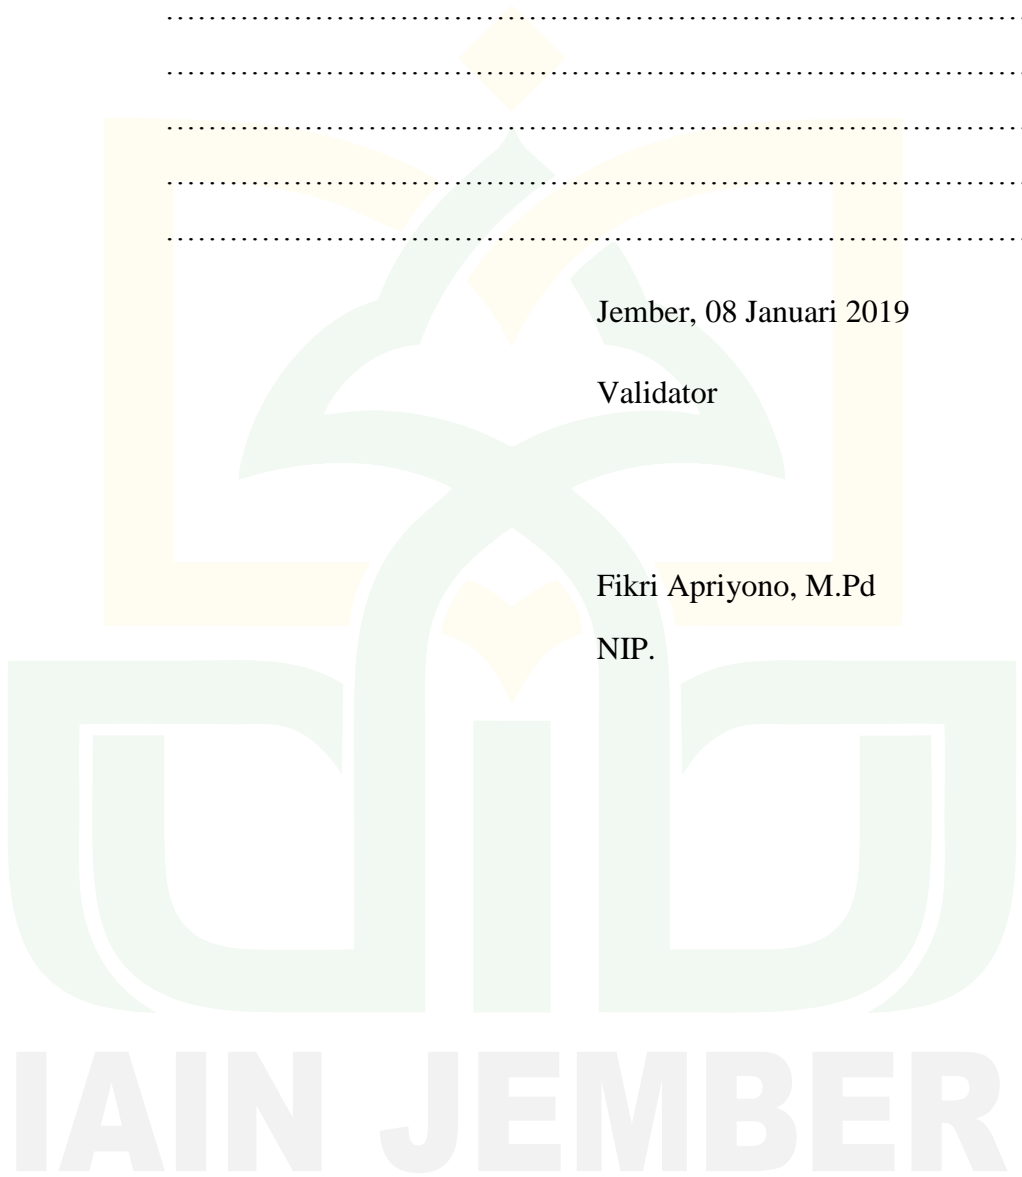 ……………………………………………………………………………
……………………………………………………………………………
……………………………………………………………………………
……………………………………………………………………………
……………………………………………………………………………
Jember, 08 Januari 2019
Validator
Fikri Apriyono, M.Pd
NIP.
IAIN JEMBER